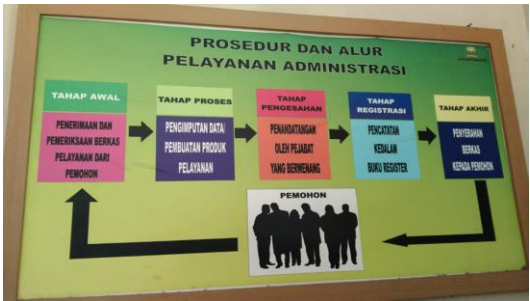 PROSEDUR DAN ALUR
PELAYANAN ADMINISTRASI
TAHAP AWAL
PENERIMAAN DAN
PEMERIKSAAN BERKAS
PELAYANAN DARI
PEMOHON
TAHAP PROSES
PENGIMPUTAN DATA/
PEMBUATAN PRODUK
PELAYANAN
TAHAP
PENGESAHAN
PENANDATANGAN
OLEH PEJABAT
YANG BERWENANG
TAHAP
REGISTRASI
PENCATATAN
KEDALAM
BUKU REGISTER
TAHAP AKHIR
PENYERAHAN
BERKAS
KEPADA PEMOHON
PEMOHON